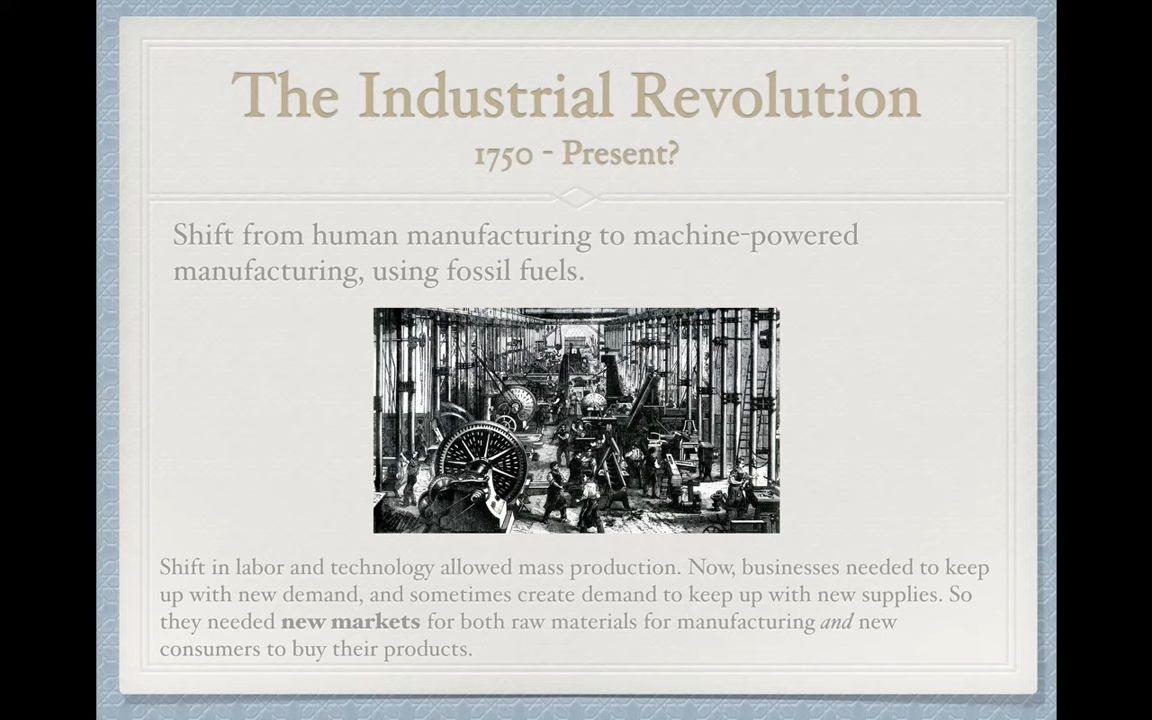 The Industrial Revolution
1750 - Present?
Shift from human manufacturing to machine-powered
manufacturing, using fossil fuels.
Shift in labor and technology allowed mass production. Now, businesses needed to keep
up with new demand, and sometimes create demand to keep up with new supplies. So
they needed new markets for both raw materials for manufacturing and new
consumers to buy their products.